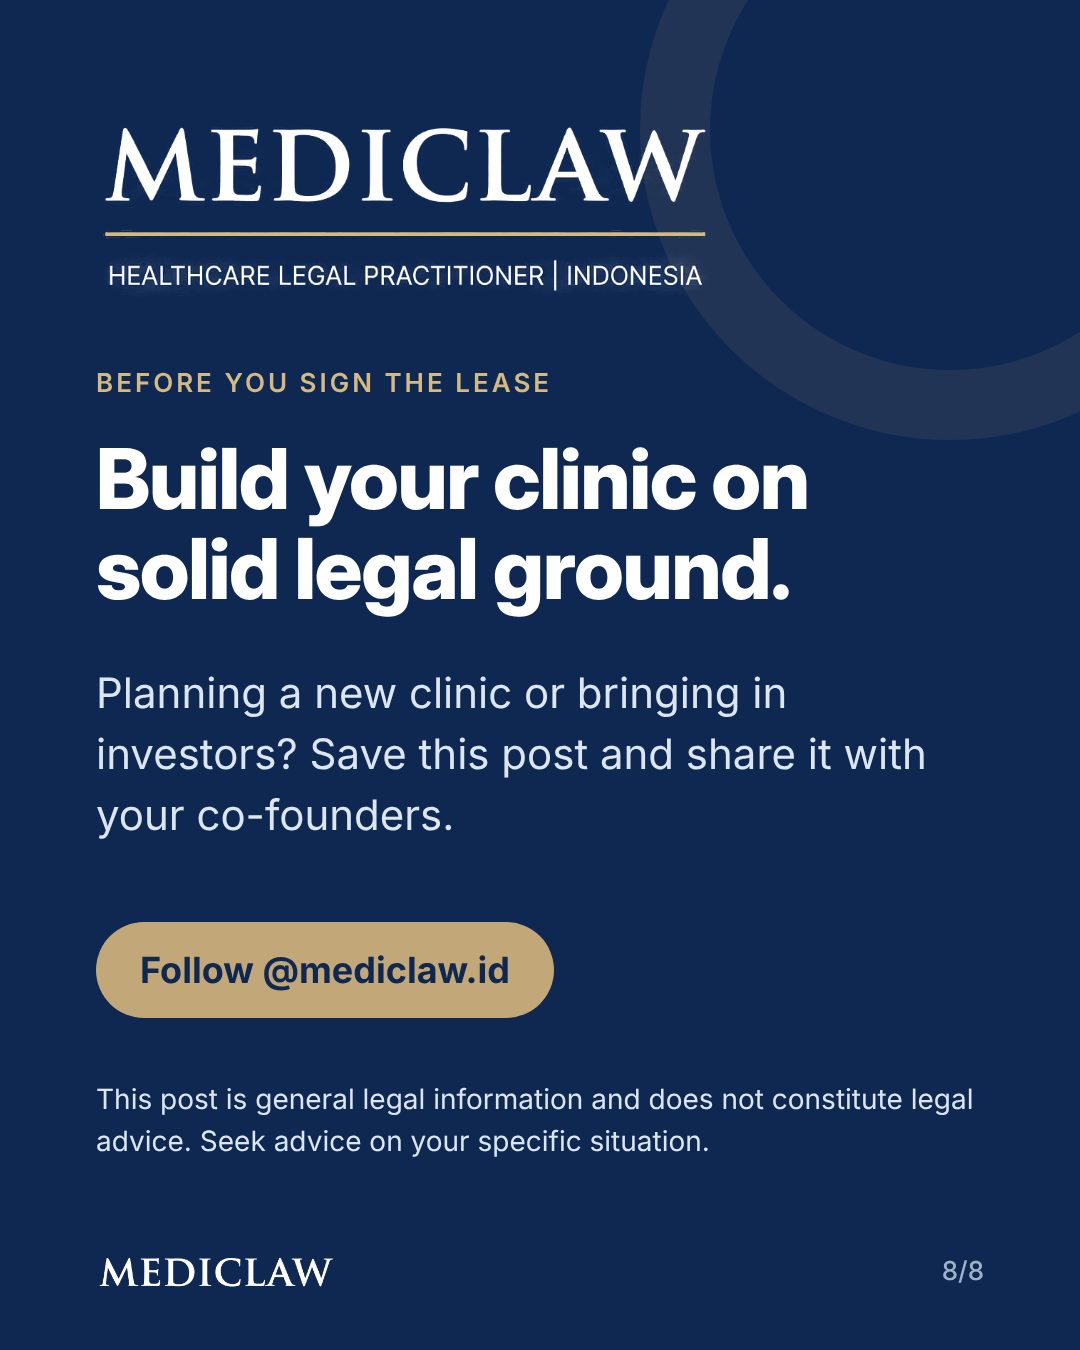 MEDICLAW
HEALTHCARE LEGAL PRACTITIONER | INDONESIA
BEFORE YOU SIGN THE LEASE
Build your clinic on
solid legal ground.
Planning a new clinic or bringing in
investors? Save this post and share it with
your co-founders.
Follow @mediclaw.id
This post is general legal information and does not constitute legal
advice. Seek advice on your specific situation.
MEDICLAW
8/8